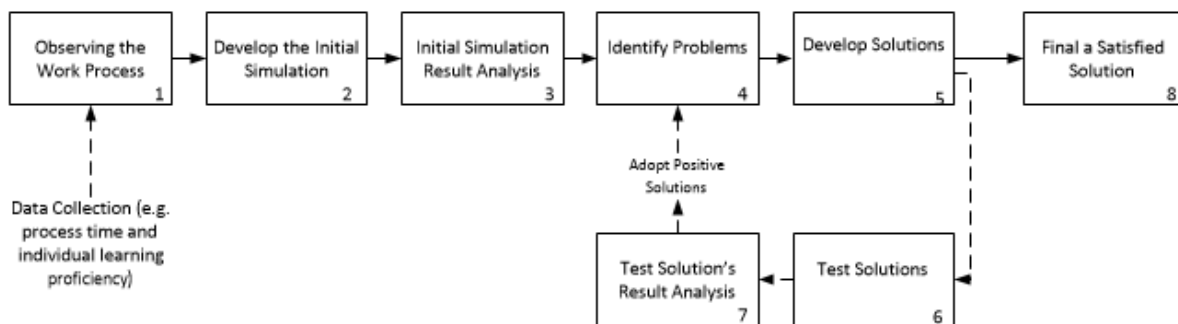 Observing the
Work Process
1
Develop the Initial
Simulation
2
Initial Simulation
Result Analysis
3
Identify Problems
4
Develop Solutions
5
Final a Satisfied
Solution
8
Adopt Positive
Solutions
Data Collection (e.g.
process time and
individual learning
proficiency)
Test Solution's
Result Analysis
7
Test Solutions
6